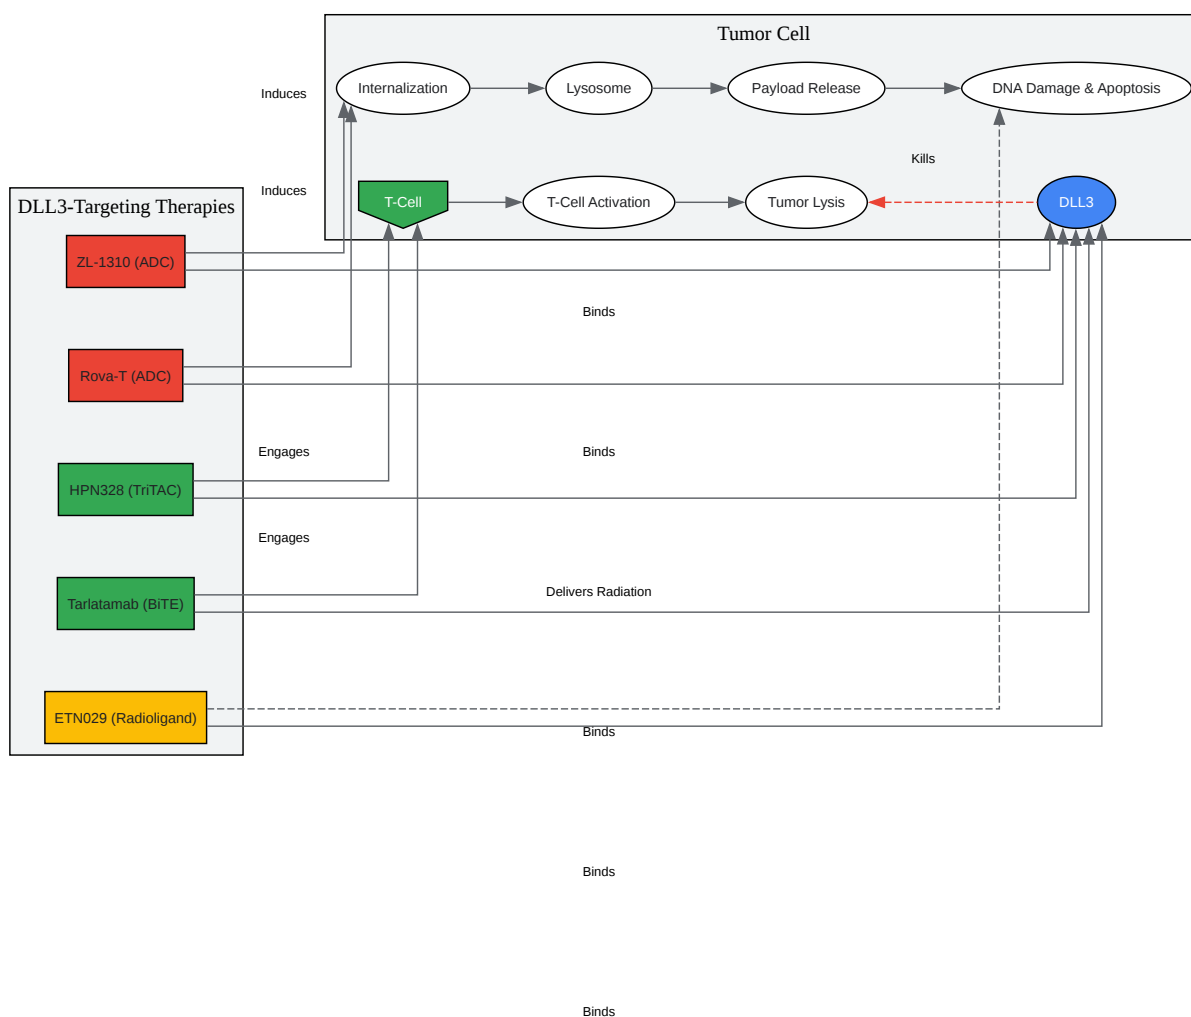 Tumor Cell
Internalization
Lysosome
Payload Release
DNA Damage & Apoptosis
Induces
Kills
Induces
T-Cell
T-Cell Activation
Tumor Lysis
DLL3
DLL3-Targeting Therapies
ZL-1310 (ADC)
Binds
Rova-T (ADC)
Engages
Binds
HPN328 (TriTAC)
Engages
Delivers Radiation
Tarlatamab (BiTE)
ETN029 (Radioligand)
Binds
Binds
Binds